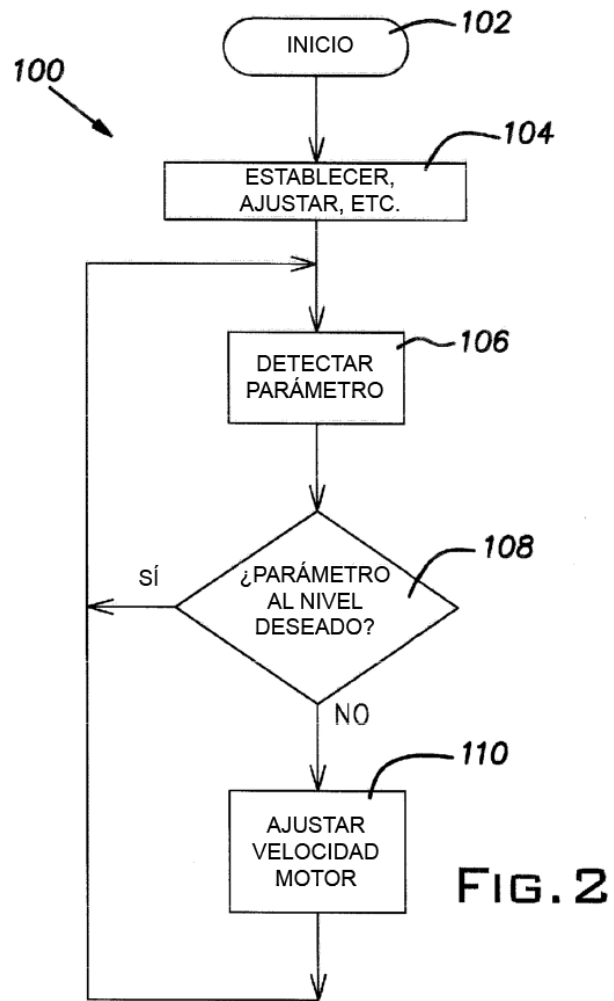 102
INICIO
100
104
ESTABLECER,
AJUSTAR, ETC.
106
DETECTAR
PARÁMETRO
108
SÍ
¿PARÁMETRO
AL NIVEL
DESEADO?
NO
110
AJUSTAR
VELOCIDAD
MOTOR
FIG. 2